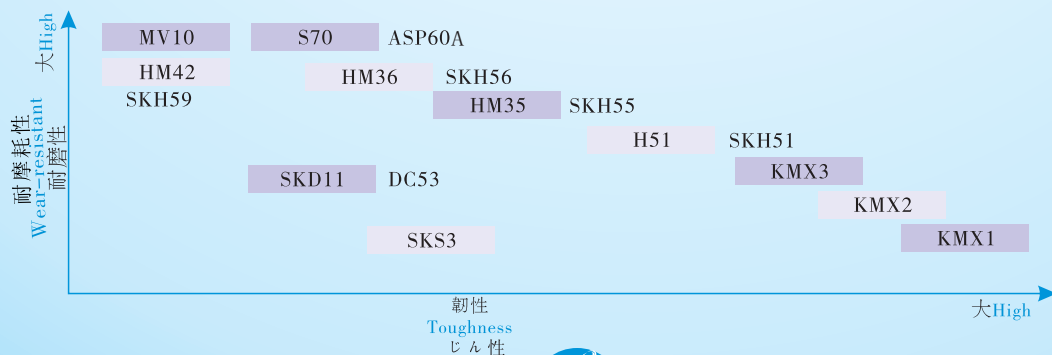 大High
MV10
S70 ASP60A
HM42
HM36 SKH56
SKH59
HM35 SKH55
H51 SKH51
KMX3
SKD11 DC53
KMX2
SKS3
KMX1
耐摩耗性
Wear-resistant
耐磨性
韌性
Toughness
じん性
大High